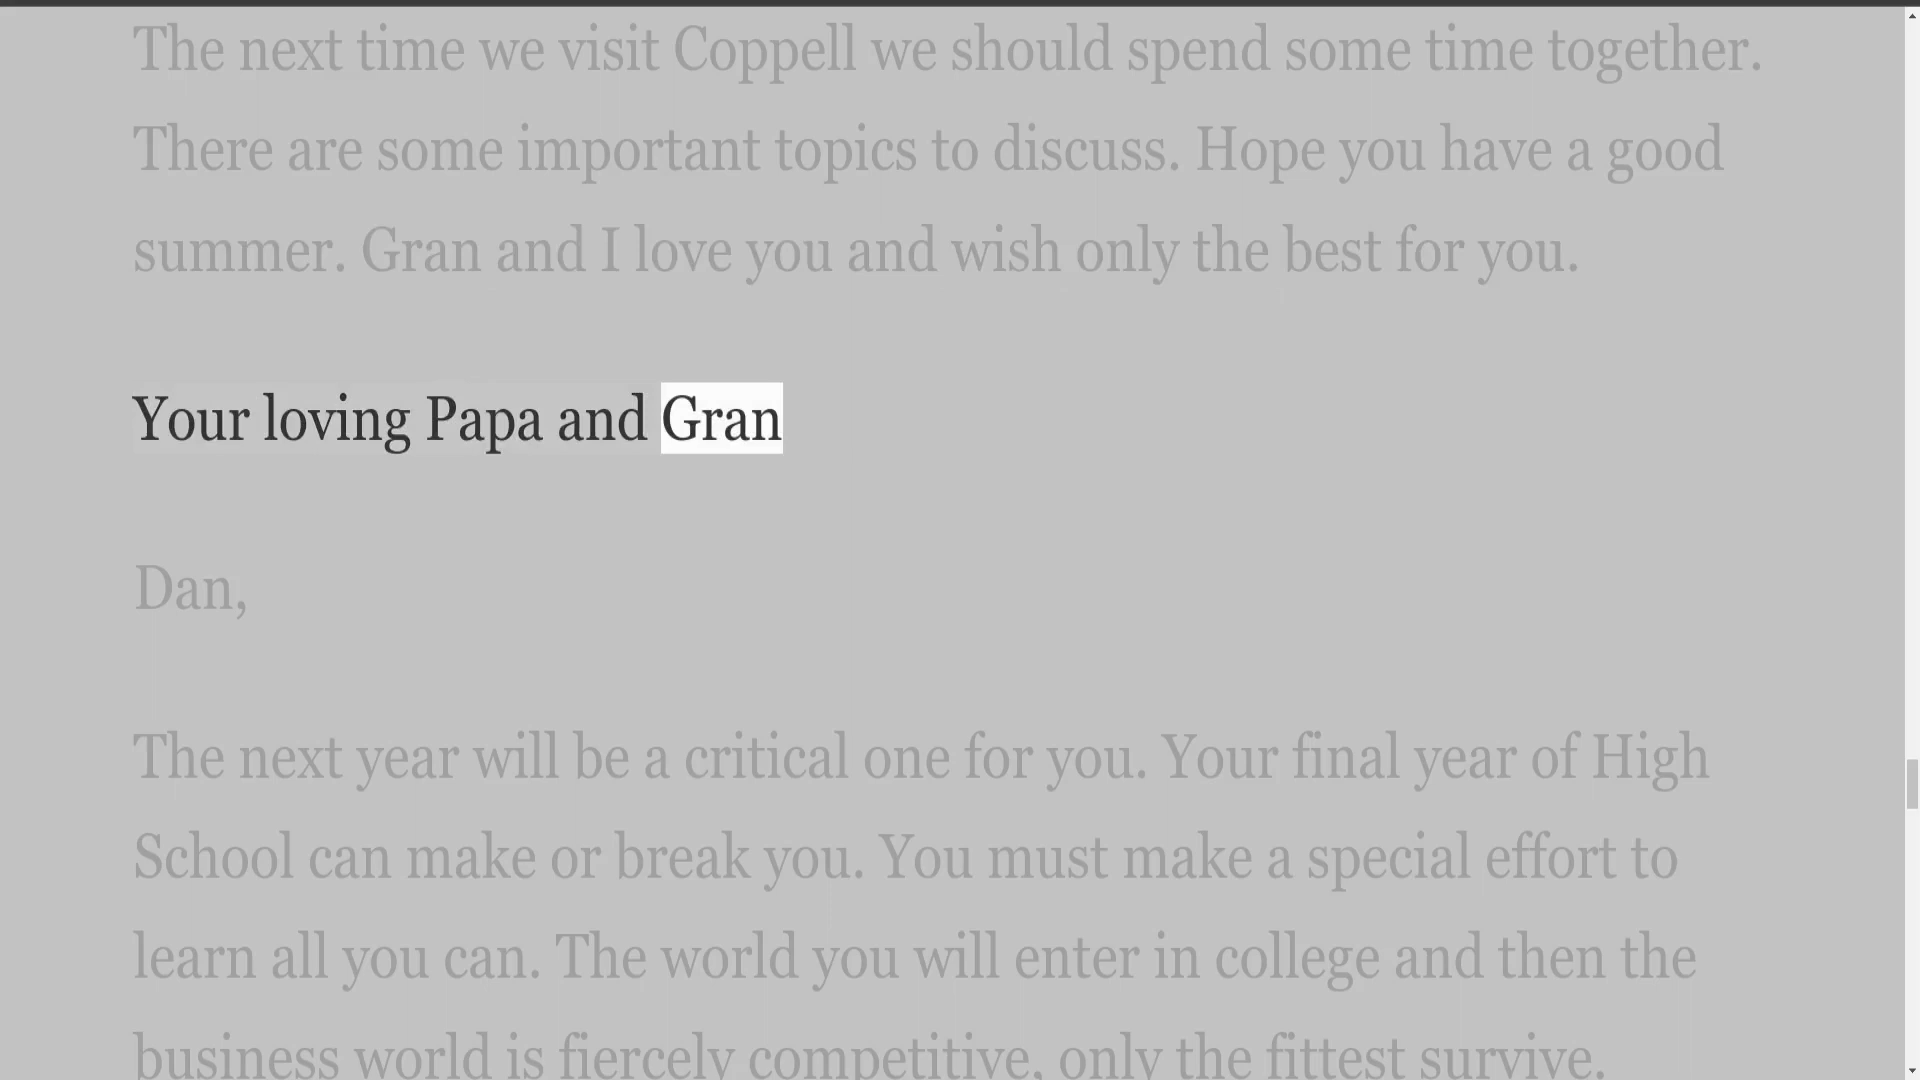 The next time we visit Coppell we should spend some time together.
There are some important topics to discuss. Hope you have a good
summer. Gran and I love you and wish only the best for you.
Your loving Papa and Gran
Dan,
The next year will be a critical one for you. Your final year of High
School can make or break you. You must make a special effort to
learn all you can. The world you will enter in college and then the
business world is fiercely competitive, only the fittest survive.